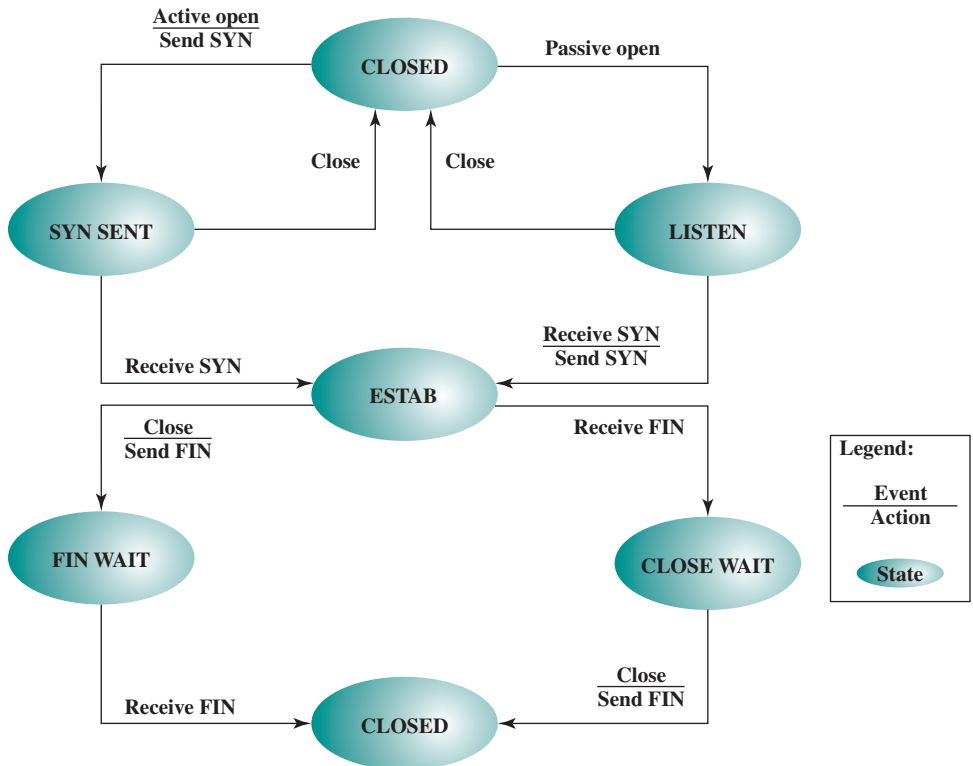 Active open
Send SYN
CLOSED
Passive open
Close
Close
SYN SENT
LISTEN
Receive SYN
Receive SYN
Send SYN
ESTAB
Close
Send FIN
Receive FIN
Legend:
Event
Action
State
FIN WAIT
CLOSE WAIT
Receive FIN
Close
Send FIN
CLOSED